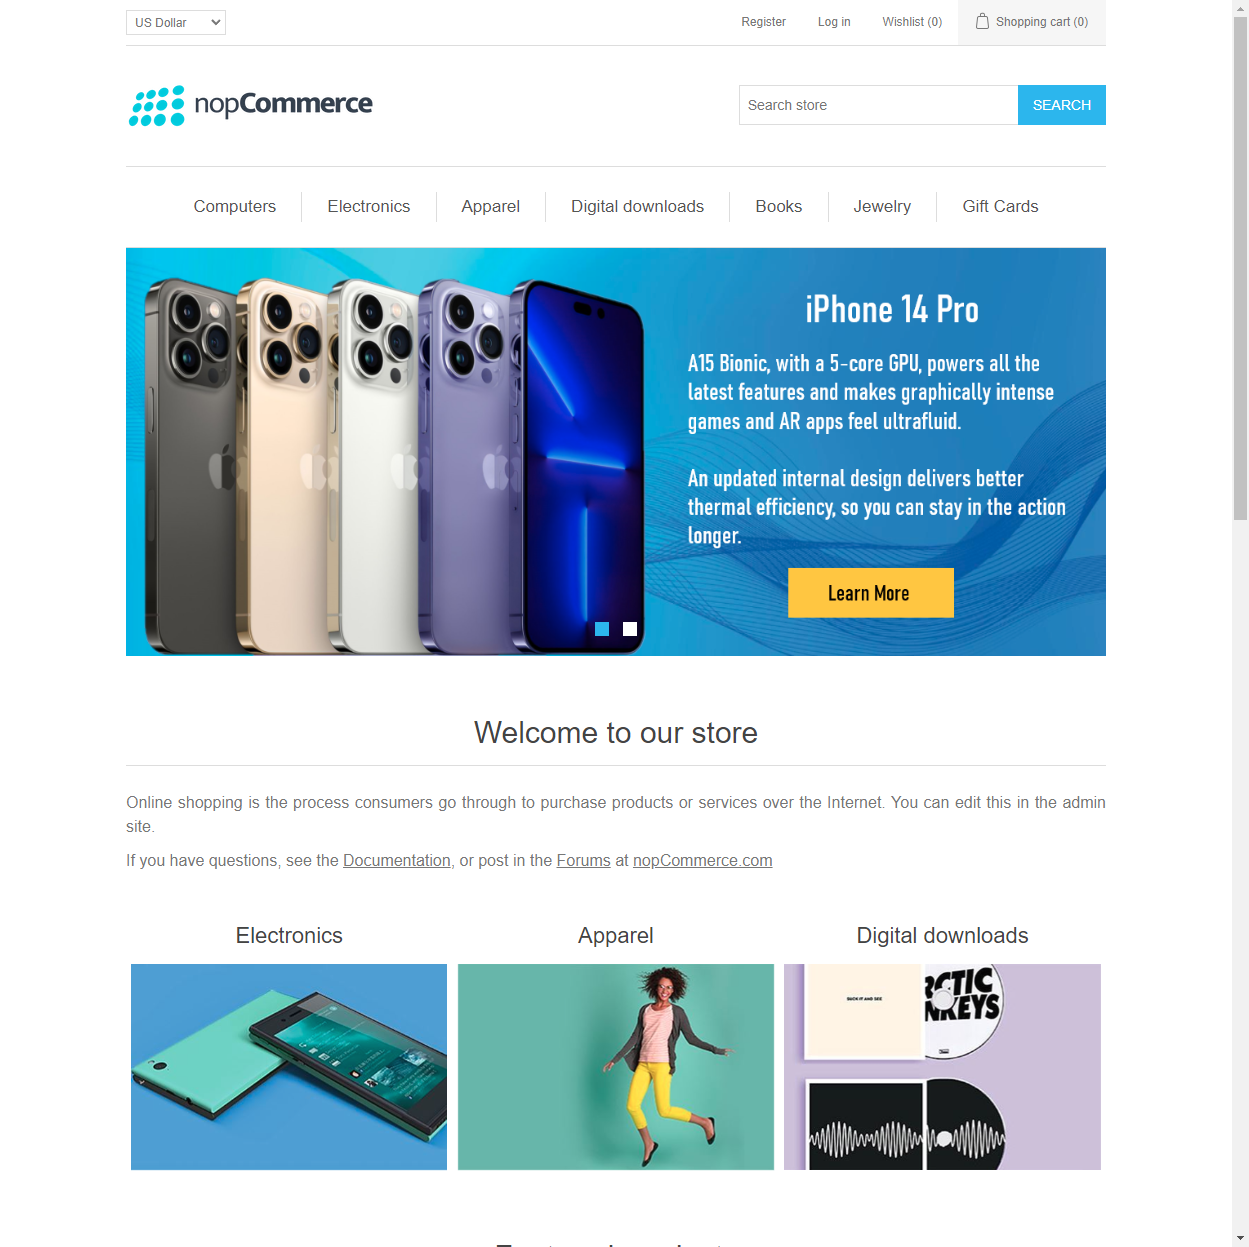 US Dollar
Register
Log in
Wishlist (0)
Shopping cart (0)
nopCommerce
Search store
SEARCH
Computers
Electronics
Apparel
Digital downloads
Books
Jewelry
Gift Cards
iPhone 14 Pro
A15 Bionic, with a 5-core GPU, powers all the
latest features and makes graphically intense
games and AR apps feel ultrafluid.
An updated internal design delivers better
thermal efficiency, so you can stay in the action
longer.
Learn More
Welcome to our store
Online shopping is the process consumers go through to purchase products or services over the Internet. You can edit this in the admin
site.
If you have questions, see the Documentation, or post in the Forums at nopCommerce.com
Electronics
Apparel
Digital downloads
SUCK IT AND SEE